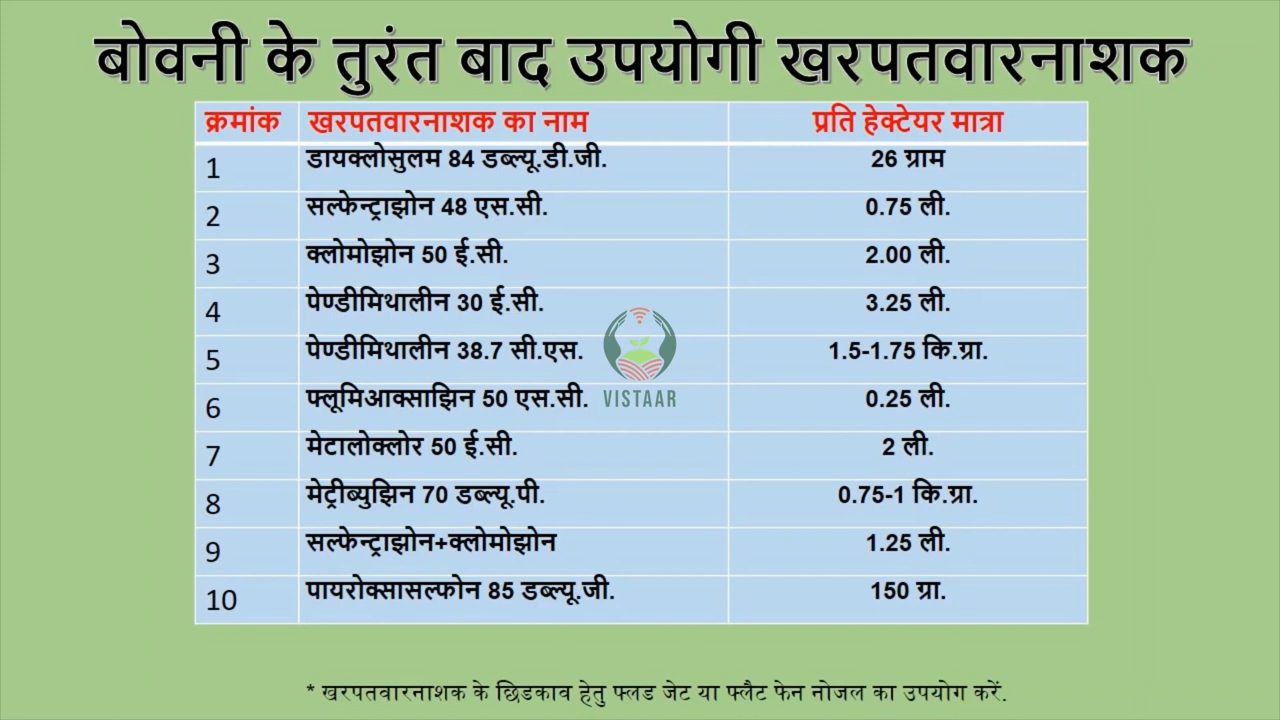 बोवनी के तुरंत बाद उपयोगी खरपतवारनाशक
क्रमांक खरपतवारनाशक का नाम प्रति हेक्टेयर मात्रा
1 डायक्लोसुलम 84 डब्ल्यू.डी.जी. 26 ग्राम
2 सल्फेन्ट्राझोन 48 एस.सी. 0.75 ली.
3 क्लोमोझोन 50 ई.सी. 2.00 ली.
4 पेण्डीमिथालीन 30 ई.सी. 3.25 ली.
5 पेण्डीमिथालीन 38.7 सी.एस. 1.5-1.75 कि.ग्रा.
6 फ्लूमिआक्साझिन 50 एस.सी. 0.25 ली.
VISTAAR
7 मेटालोक्लोर 50 ई.सी. 2 ली.
8 मेट्रीब्युझिन 70 डब्ल्यू.पी. 0.75-1 कि.ग्रा.
9 सल्फेन्ट्राझोन+क्लोमोझोन 1.25 ली.
10 पायरोक्सासल्फोन 85 डब्ल्यू.जी. 150 ग्रा.
* खरपतवारनाशक के छिडकाव हेतु फ्लड जेट या फ्लैट फेन नोजल का उपयोग करें.